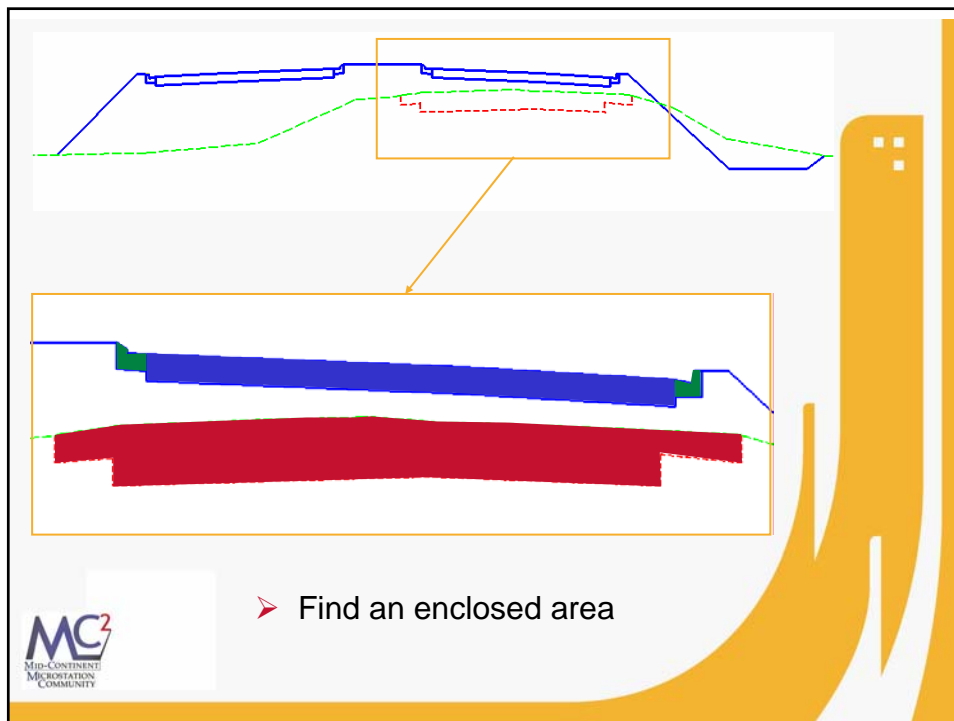 Find an enclosed area
MC2
MID-CONTINENT
MICROSTATION
COMMUNITY